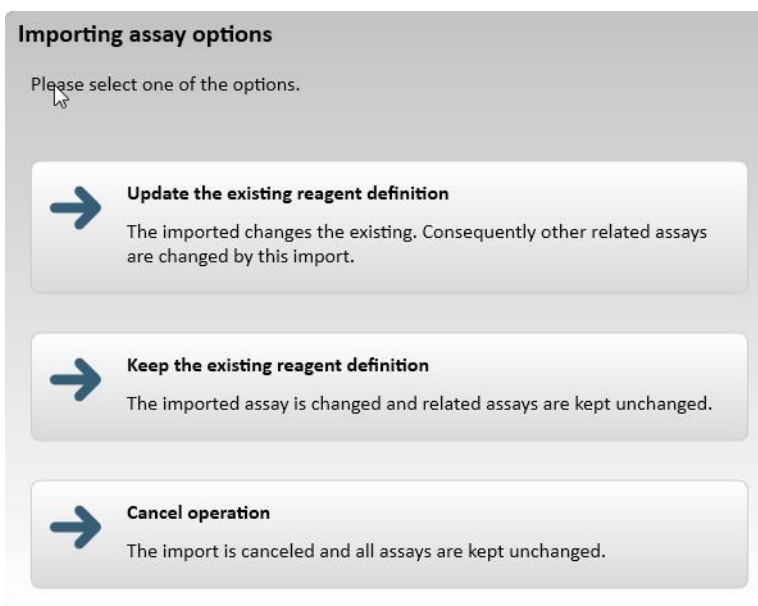 Importing assay options
Please select one of the options.
Update the existing reagent definition
The imported changes the existing. Consequently other related assays
are changed by this import.
Keep the existing reagent definition
The imported assay is changed and related assays are kept unchanged.
Cancel operation
The import is canceled and all assays are kept unchanged.